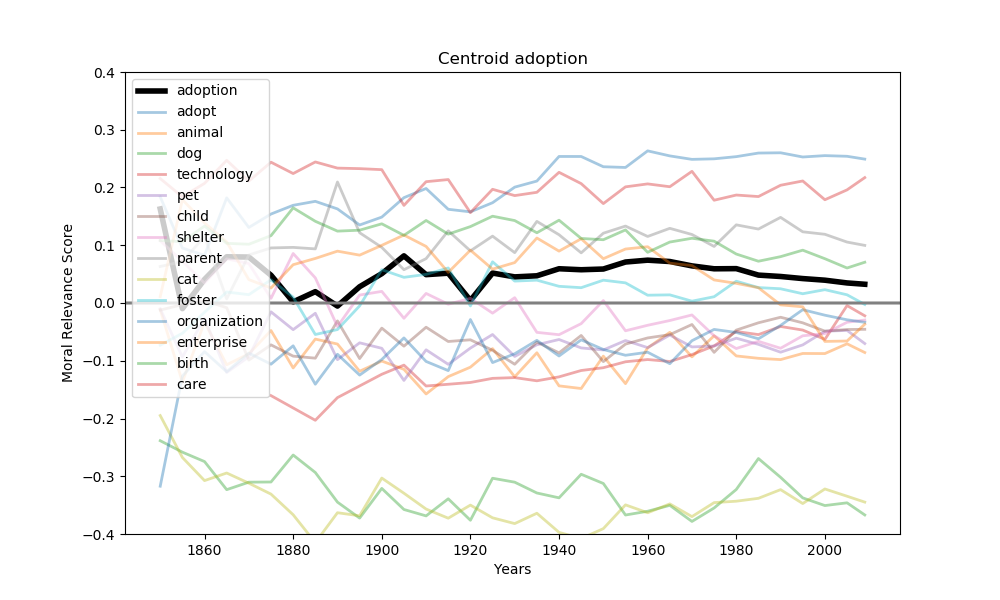 Centroid adoption
0.4
0.3
0.2
0.1
0.0
−0.1
−0.2
−0.3
−0.4
Moral Relevance Score
adoption
adopt
animal
dog
technology
pet
child
shelter
parent
cat
foster
organization
enterprise
birth
care
1860
1880
1900
1920
1940
1960
1980
2000
Years